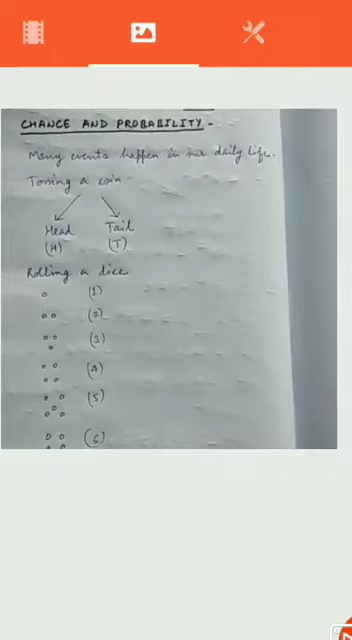 CHANCE AND PROBABILITY -
Many events happen in our daily life.
Tossing a coin
Head Tail
(H) (T)
Rolling a dice
(1)
(2)
(3)
(4)
(5)
(6)